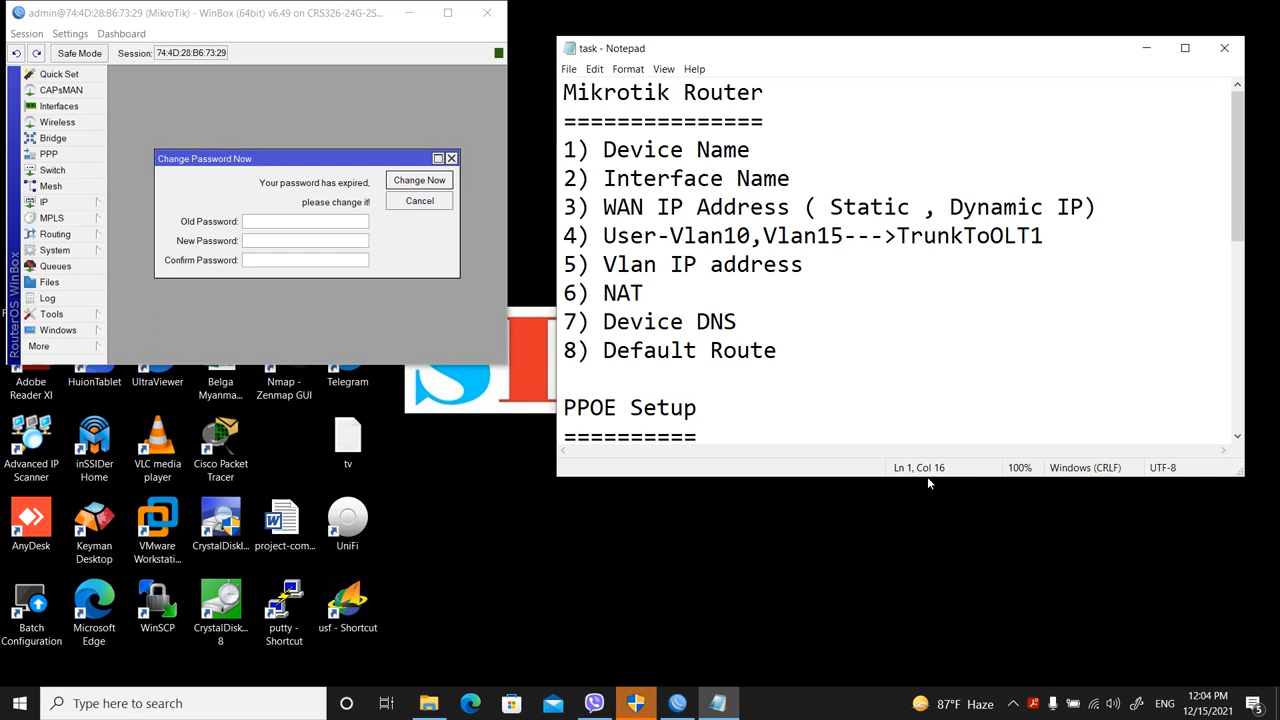 admin@74:4D:28:B6:73:29 (MikroTik) - WinBox (64bit) v6.49 on CRS326-24G-2S...
Session Settings Dashboard
Safe Mode Session: 74:4D:28:B6:73:29
Quick Set
CAPsMAN
Interfaces
Wireless
Bridge
PPP
Switch
Mesh
IP
MPLS
Routing
System
Queues
Files
Log
Tools
Windows
More
RouterOS WinBox
Change Password Now
Your password has expired,
please change it!
Change Now
Cancel
Old Password:
New Password:
Confirm Password:
task - Notepad
File Edit Format View Help
Mikrotik Router
===============
1) Device Name
2) Interface Name
3) WAN IP Address ( Static , Dynamic IP)
4) User-Vlan10,Vlan15--->TrunkToOLT1
5) Vlan IP address
6) NAT
7) Device DNS
8) Default Route
PPOE Setup
==========
Ln 1, Col 16 100% Windows (CRLF) UTF-8
Adobe Reader XI
HuionTablet
UltraViewer
Belga Myanma...
Nmap - Zenmap GUI
Telegram
Advanced IP Scanner
inSSIDer Home
VLC media player
Cisco Packet Tracer
tv
AnyDesk
Keyman Desktop
VMware Workstati...
CrystalDiskI...
project-com...
UniFi
Batch Configuration
Microsoft Edge
WinSCP
CrystalDisk... 8
putty - Shortcut
usf - Shortcut
Type here to search
87°F Haze
ENG
12:04 PM
12/15/2021
5